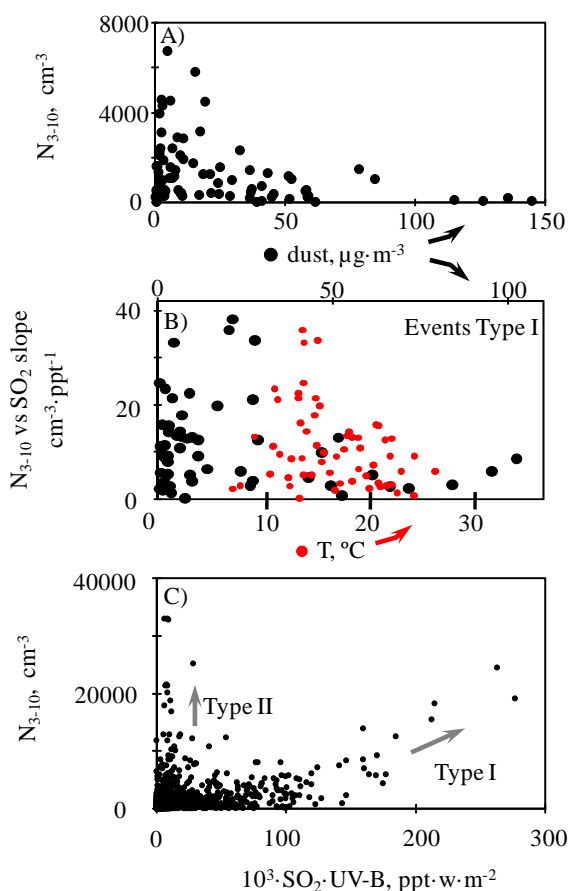 8000
A)
4000
0
N3-10, cm-3
0 50 100 150
dust, µg·m-3
0 50 100
40
B)
Events Type I
20
0
N3-10 vs SO2 slope
cm-3·ppt-1
0 10 20 30
T, ºC
40000
C)
20000
0
N3-10, cm-3
Type II
Type I
0 100 200 300
10^3·SO2·UV-B, ppt·w·m-2